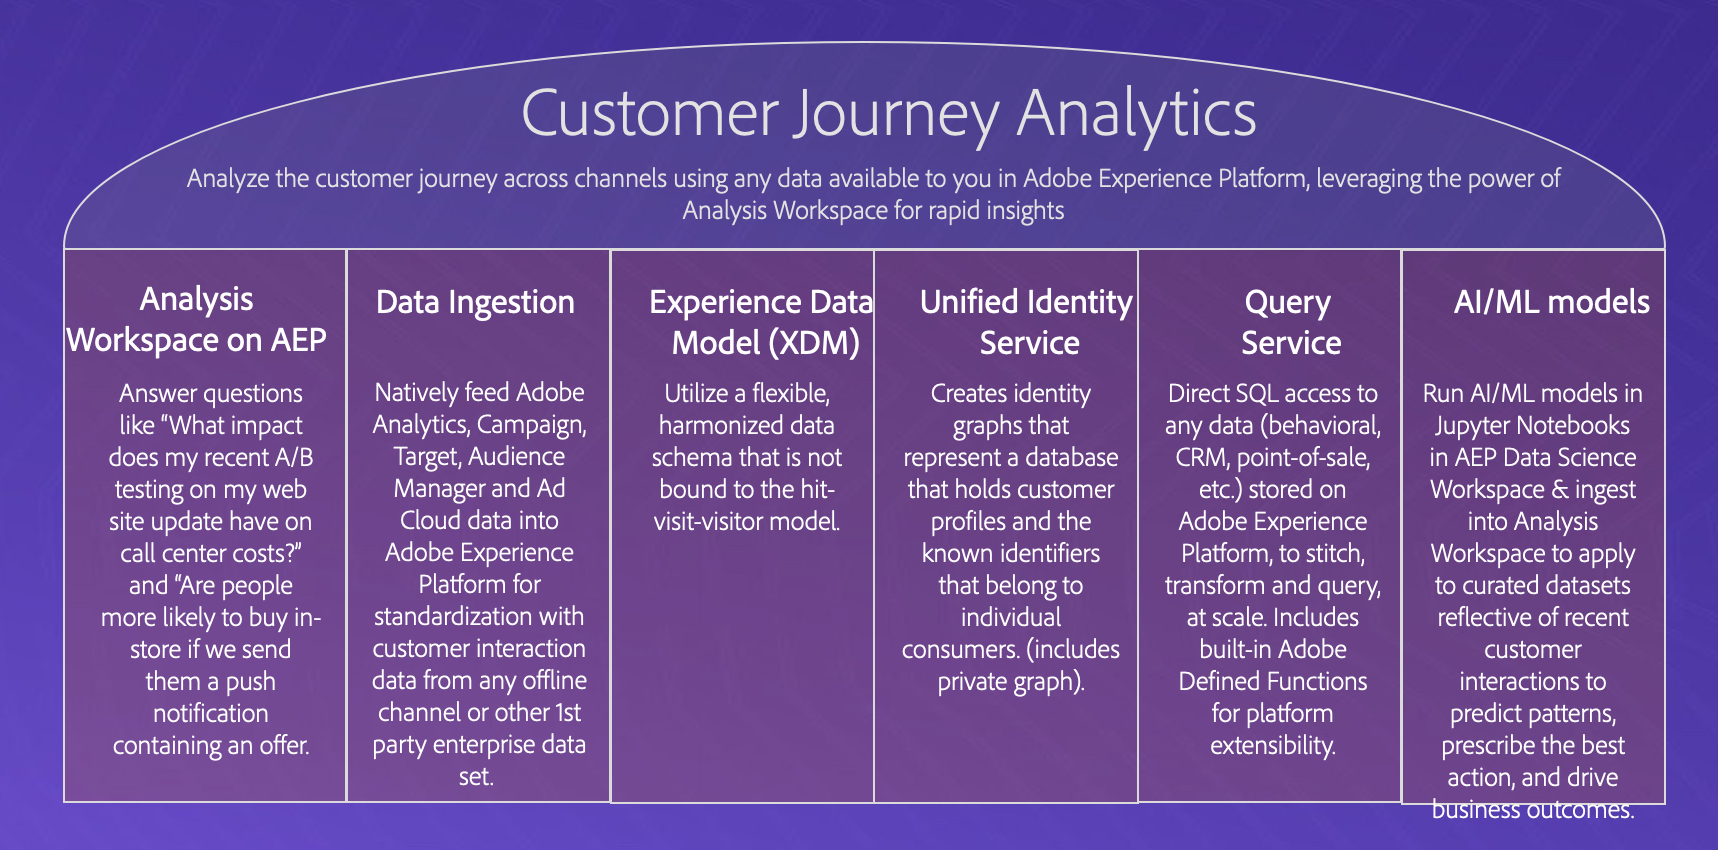 Customer Journey Analytics
Analyze the customer journey across channels using any data available to you in Adobe Experience Platform, leveraging the power of
Analysis Workspace for rapid insights
Analysis
Workspace on AEP
Answer questions
like “What impact
does my recent A/B
testing on my web
site update have on
call center costs?”
and “Are people
more likely to buy in-
store if we send
them a push
notification
containing an offer.
Data Ingestion
Natively feed Adobe
Analytics, Campaign,
Target, Audience
Manager and Ad
Cloud data into
Adobe Experience
Platform for
standardization with
customer interaction
data from any offline
channel or other 1st
party enterprise data
set.
Experience Data
Model (XDM)
Utilize a flexible,
harmonized data
schema that is not
bound to the hit-
visit-visitor model.
Unified Identity
Service
Creates identity
graphs that
represent a database
that holds customer
profiles and the
known identifiers
that belong to
individual
consumers. (includes
private graph).
Query
Service
Direct SQL access to
any data (behavioral,
CRM, point-of-sale,
etc.) stored on
Adobe Experience
Platform, to stitch,
transform and query,
at scale. Includes
built-in Adobe
Defined Functions
for platform
extensibility.
AI/ML models
Run AI/ML models in
Jupyter Notebooks
in AEP Data Science
Workspace & ingest
into Analysis
Workspace to apply
to curated datasets
reflective of recent
customer
interactions to
predict patterns,
prescribe the best
action, and drive
business outcomes.